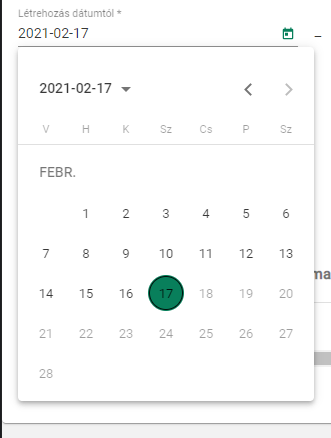 Létrehozás dátumtól *
2021-02-17
–
2021-02-17
V H K Sz Cs P Sz
FEBR.
1 2 3 4 5 6
7 8 9 10 11 12 13
ma
14 15 16 17 18 19 20
21 22 23 24 25 26 27
28